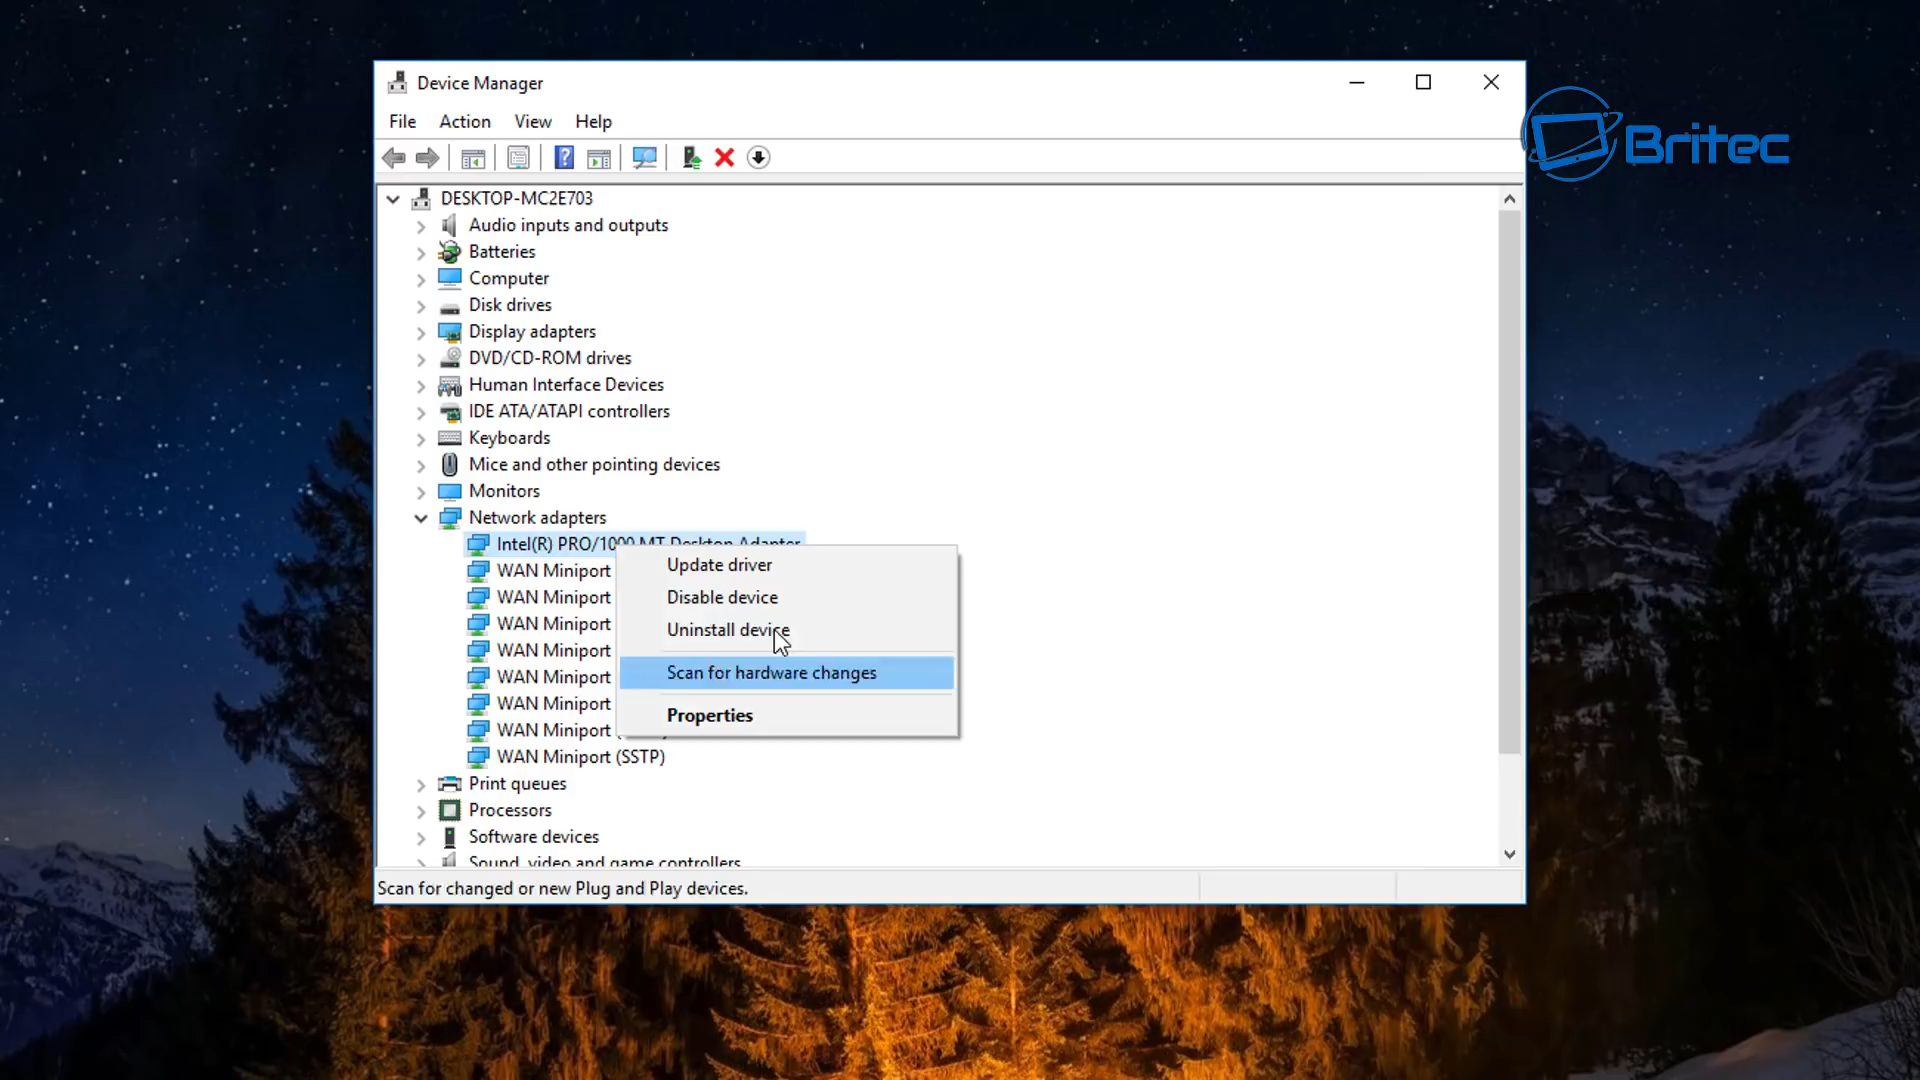 Device Manager
Britec
File Action View Help
DESKTOP-MC2E703
Audio inputs and outputs
Batteries
Computer
Disk drives
Display adapters
DVD/CD-ROM drives
Human Interface Devices
IDE ATA/ATAPI controllers
Keyboards
Mice and other pointing devices
Monitors
Network adapters
Intel(R) PRO/1000 MT Desktop Adapter
WAN Miniport
WAN Miniport
WAN Miniport
WAN Miniport
WAN Miniport
WAN Miniport
WAN Miniport
WAN Miniport (SSTP)
Update driver
Disable device
Uninstall device
Scan for hardware changes
Properties
Print queues
Processors
Software devices
Sound, video and game controllers
Scan for changed or new Plug and Play devices.